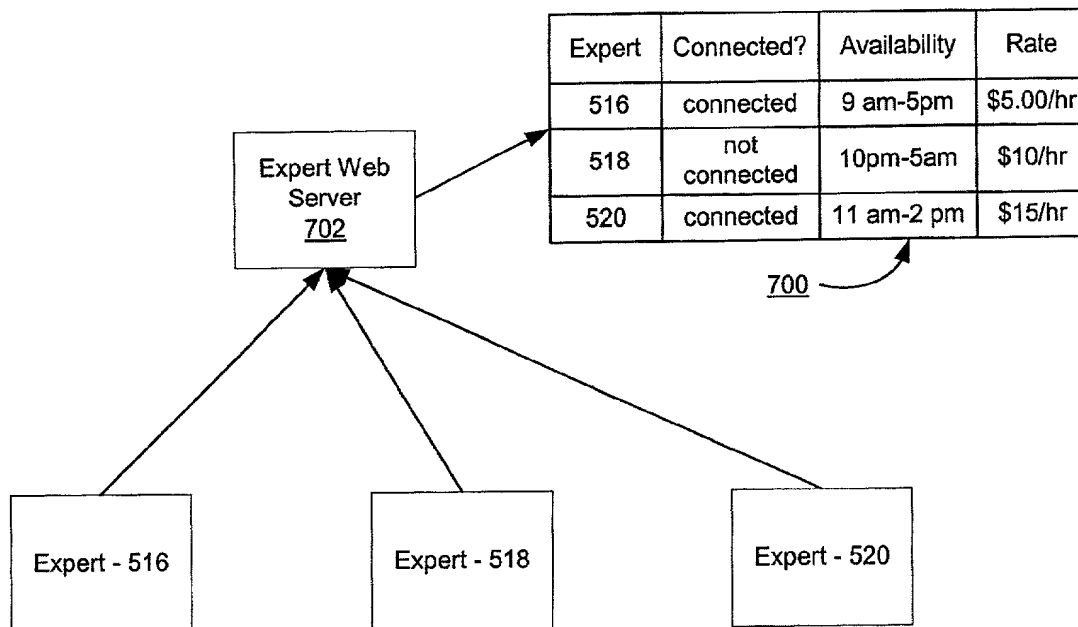 Expert Connected? Availability Rate
516 connected 9 am-5pm $5.00/hr
518 not connected 10pm-5am $10/hr
520 connected 11 am-2 pm $15/hr
700
Expert Web
Server
702
Expert - 516
Expert - 518
Expert - 520